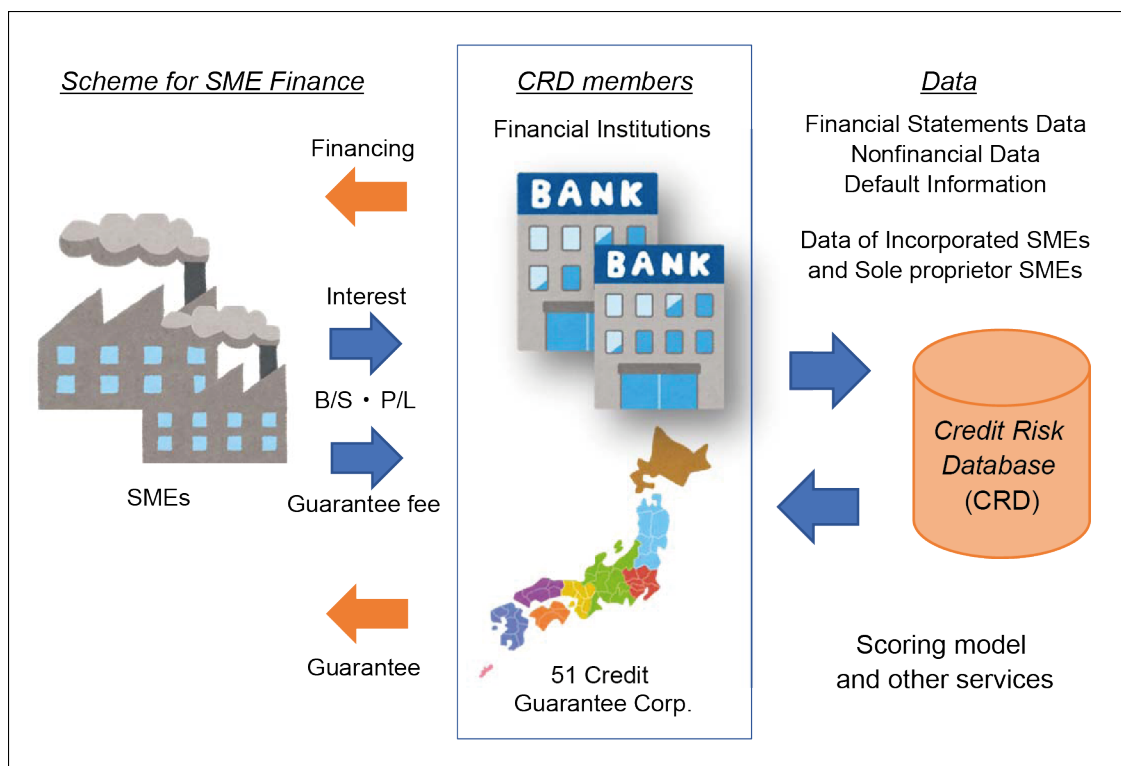 Scheme for SME Finance
Financing
Interest
B/S・P/L
Guarantee fee
SMEs
Guarantee
CRD members
Financial Institutions
BANK
BANK
51 Credit
Guarantee Corp.
Data
Financial Statements Data
Nonfinancial Data
Default Information
Data of Incorporated SMEs
and Sole proprietor SMEs
Credit Risk
Database
(CRD)
Scoring model
and other services